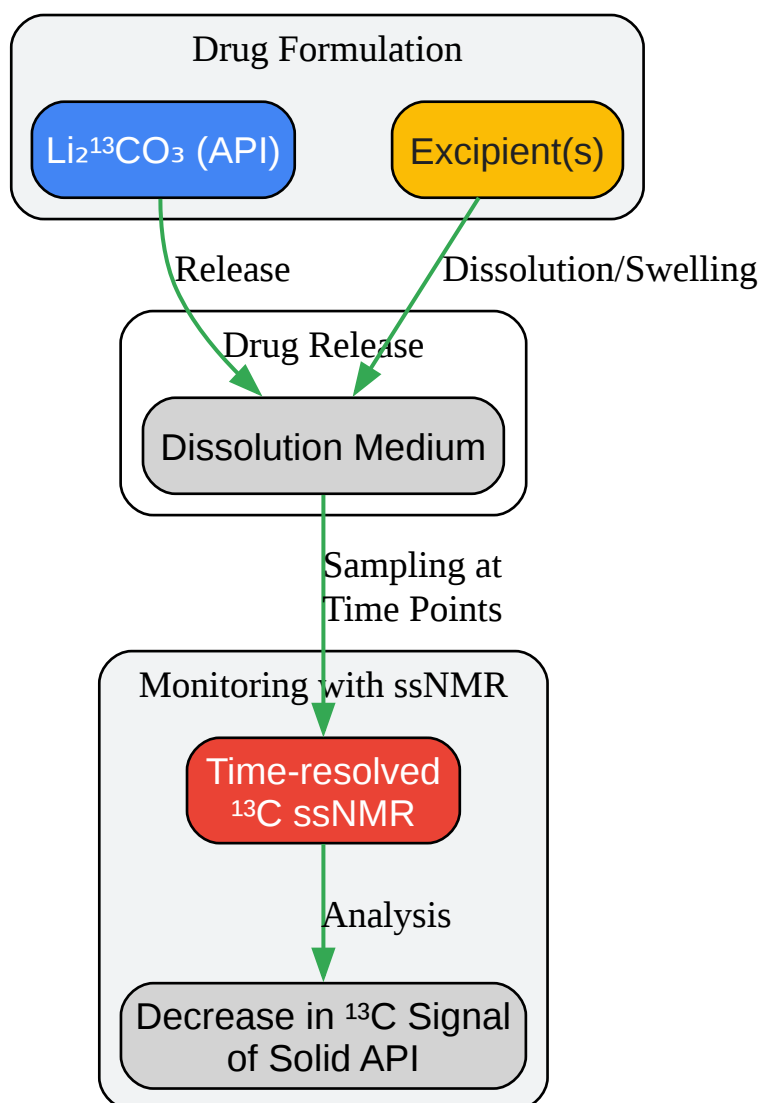 Drug Formulation
Li₂¹³CO₃ (API)
Excipient(s)
Release
Dissolution/Swelling
Drug Release
Dissolution Medium
Sampling at
Time Points
Monitoring with ssNMR
Time-resolved
¹³C ssNMR
Analysis
Decrease in ¹³C Signal
of Solid API